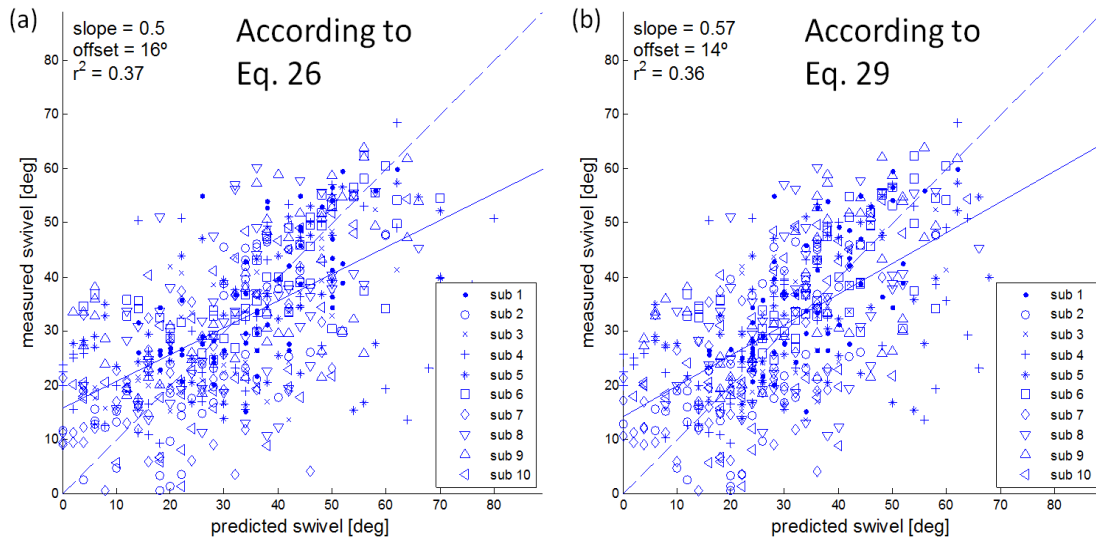 (a)
slope = 0.5
offset = 16º
r² = 0.37
According to
Eq. 26
measured swivel [deg]
80
70
60
50
40
30
20
10
0
0 10 20 30 40 50 60 70 80
predicted swivel [deg]
sub 1
sub 2
sub 3
sub 4
sub 5
sub 6
sub 7
sub 8
sub 9
sub 10
(b)
slope = 0.57
offset = 14º
r² = 0.36
According to
Eq. 29
measured swivel [deg]
80
70
60
50
40
30
20
10
0
0 10 20 30 40 50 60 70 80
predicted swivel [deg]
sub 1
sub 2
sub 3
sub 4
sub 5
sub 6
sub 7
sub 8
sub 9
sub 10